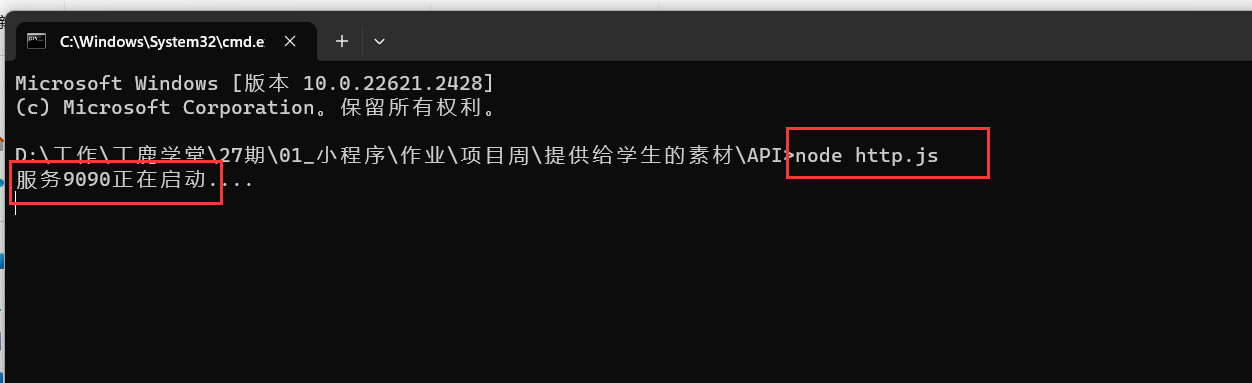 C:\Windows\System32\cmd.e
Microsoft Windows [版本 10.0.22621.2428]
(c) Microsoft Corporation。保留所有权利。
D:\工作\丁鹿学堂\27期\01_小程序\作业\项目周\提供给学生的素材\API>node http.js
服务9090正在启动....